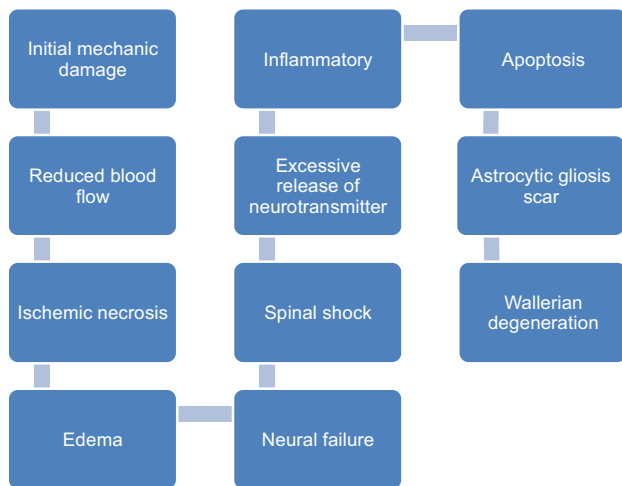 Initial mechanic
damage
Reduced blood
flow
Ischemic necrosis
Edema
Neural failure
Spinal shock
Excessive
release of
neurotransmitter
Inflammatory
Apoptosis
Astrocytic gliosis
scar
Wallerian
degeneration